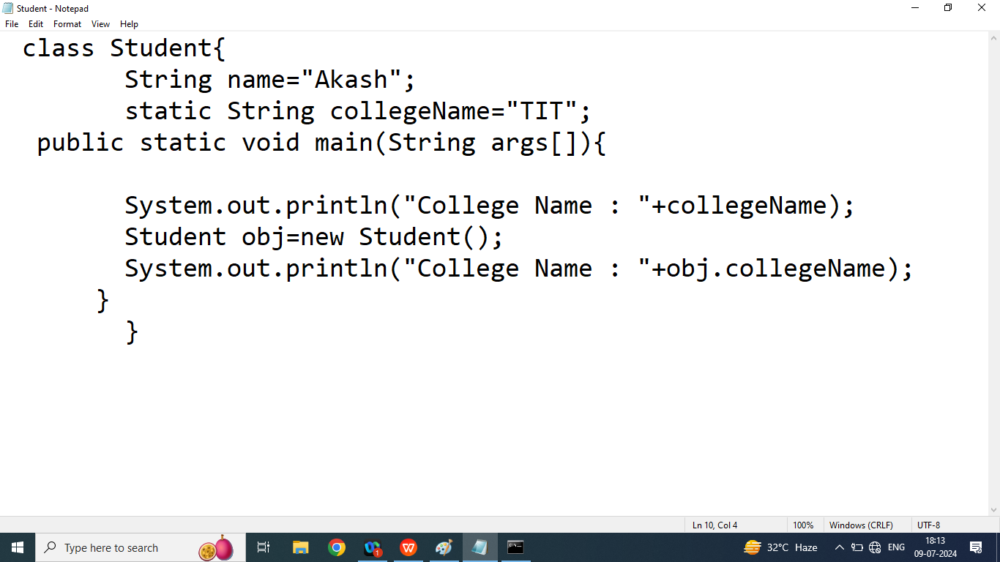 Student - Notepad
File Edit Format View Help
class Student{
String name="Akash";
static String collegeName="TIT";
public static void main(String args[]){
System.out.println("College Name : "+collegeName);
Student obj=new Student();
System.out.println("College Name : "+obj.collegeName);
}
}
Ln 10, Col 4 100% Windows (CRLF) UTF-8
Type here to search 1 W 32°C Haze ENG 18:13
09-07-2024